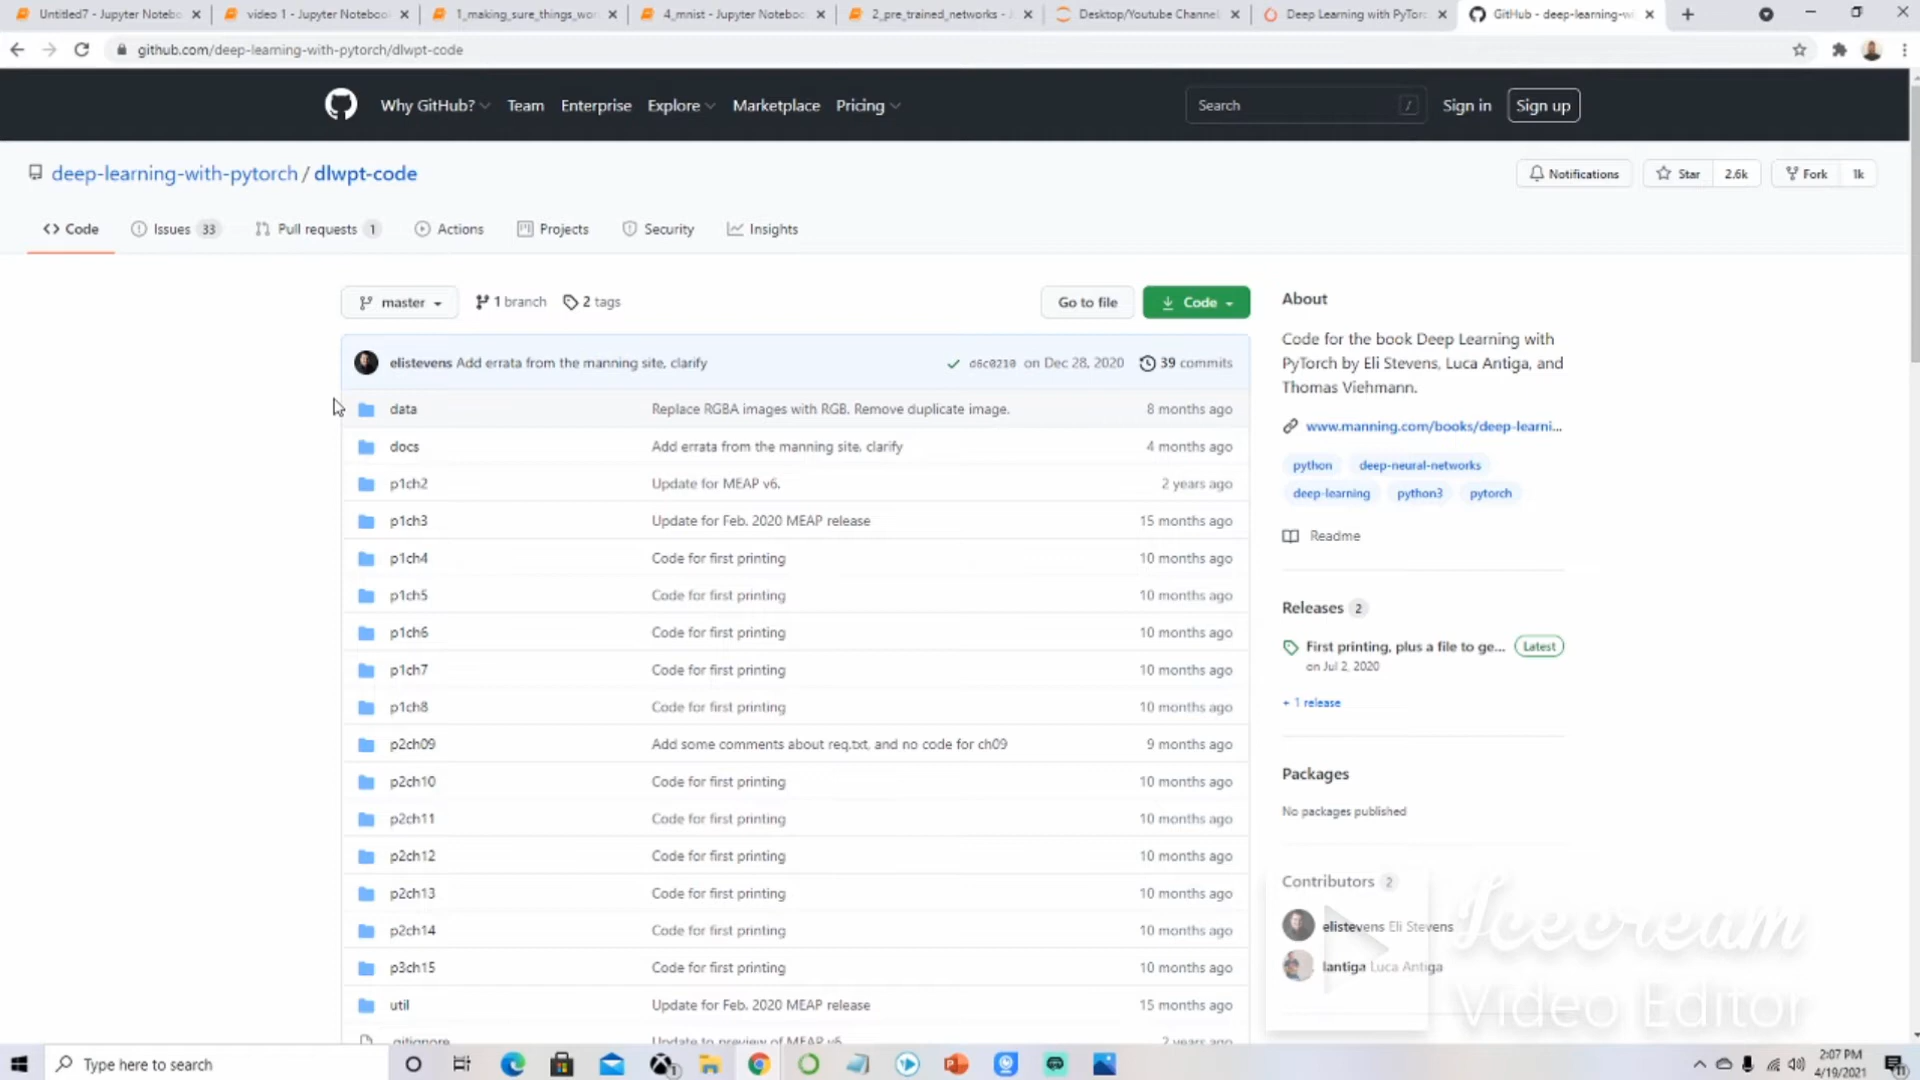 Untitled7 - Jupyter Notebo
video 1 - Jupyter Notebo
1_making_sure_things_wor
4_mnist - Jupyter Noteboo
2_pre_trained_networks - J
Desktop/Youtube Channel
Deep Learning with PyTorc
GitHub - deep-learning-wi
github.com/deep-learning-with-pytorch/dlwpt-code
Why GitHub? Team Enterprise Explore Marketplace Pricing
Search /
Sign in Sign up
deep-learning-with-pytorch / dlwpt-code
Notifications Star 2.6k Fork 1k
<> Code Issues 33 Pull requests 1 Actions Projects Security Insights
master 1 branch 2 tags Go to file Code
elistevens Add errata from the manning site, clarify d6c0210 on Dec 28, 2020 39 commits
data Replace RGBA images with RGB. Remove duplicate image. 8 months ago
docs Add errata from the manning site, clarify 4 months ago
p1ch2 Update for MEAP v6. 2 years ago
p1ch3 Update for Feb. 2020 MEAP release 15 months ago
p1ch4 Code for first printing 10 months ago
p1ch5 Code for first printing 10 months ago
p1ch6 Code for first printing 10 months ago
p1ch7 Code for first printing 10 months ago
p1ch8 Code for first printing 10 months ago
p2ch09 Add some comments about req.txt, and no code for ch09 9 months ago
p2ch10 Code for first printing 10 months ago
p2ch11 Code for first printing 10 months ago
p2ch12 Code for first printing 10 months ago
p2ch13 Code for first printing 10 months ago
p2ch14 Code for first printing 10 months ago
p3ch15 Code for first printing 10 months ago
util Update for Feb. 2020 MEAP release 15 months ago
.gitignore Update to preview of MEAP v6 2 years ago
About
Code for the book Deep Learning with
PyTorch by Eli Stevens, Luca Antiga, and
Thomas Viehmann.
www.manning.com/books/deep-learni...
python deep-neural-networks
deep-learning python3 pytorch
Readme
Releases 2
First printing, plus a file to ge... Latest
on Jul 2, 2020
+ 1 release
Packages
No packages published
Contributors 2
elistevens Eli Stevens
lantiga Luca Antiga
Icecream
Video Editor
Type here to search
2:07 PM
4/19/2021